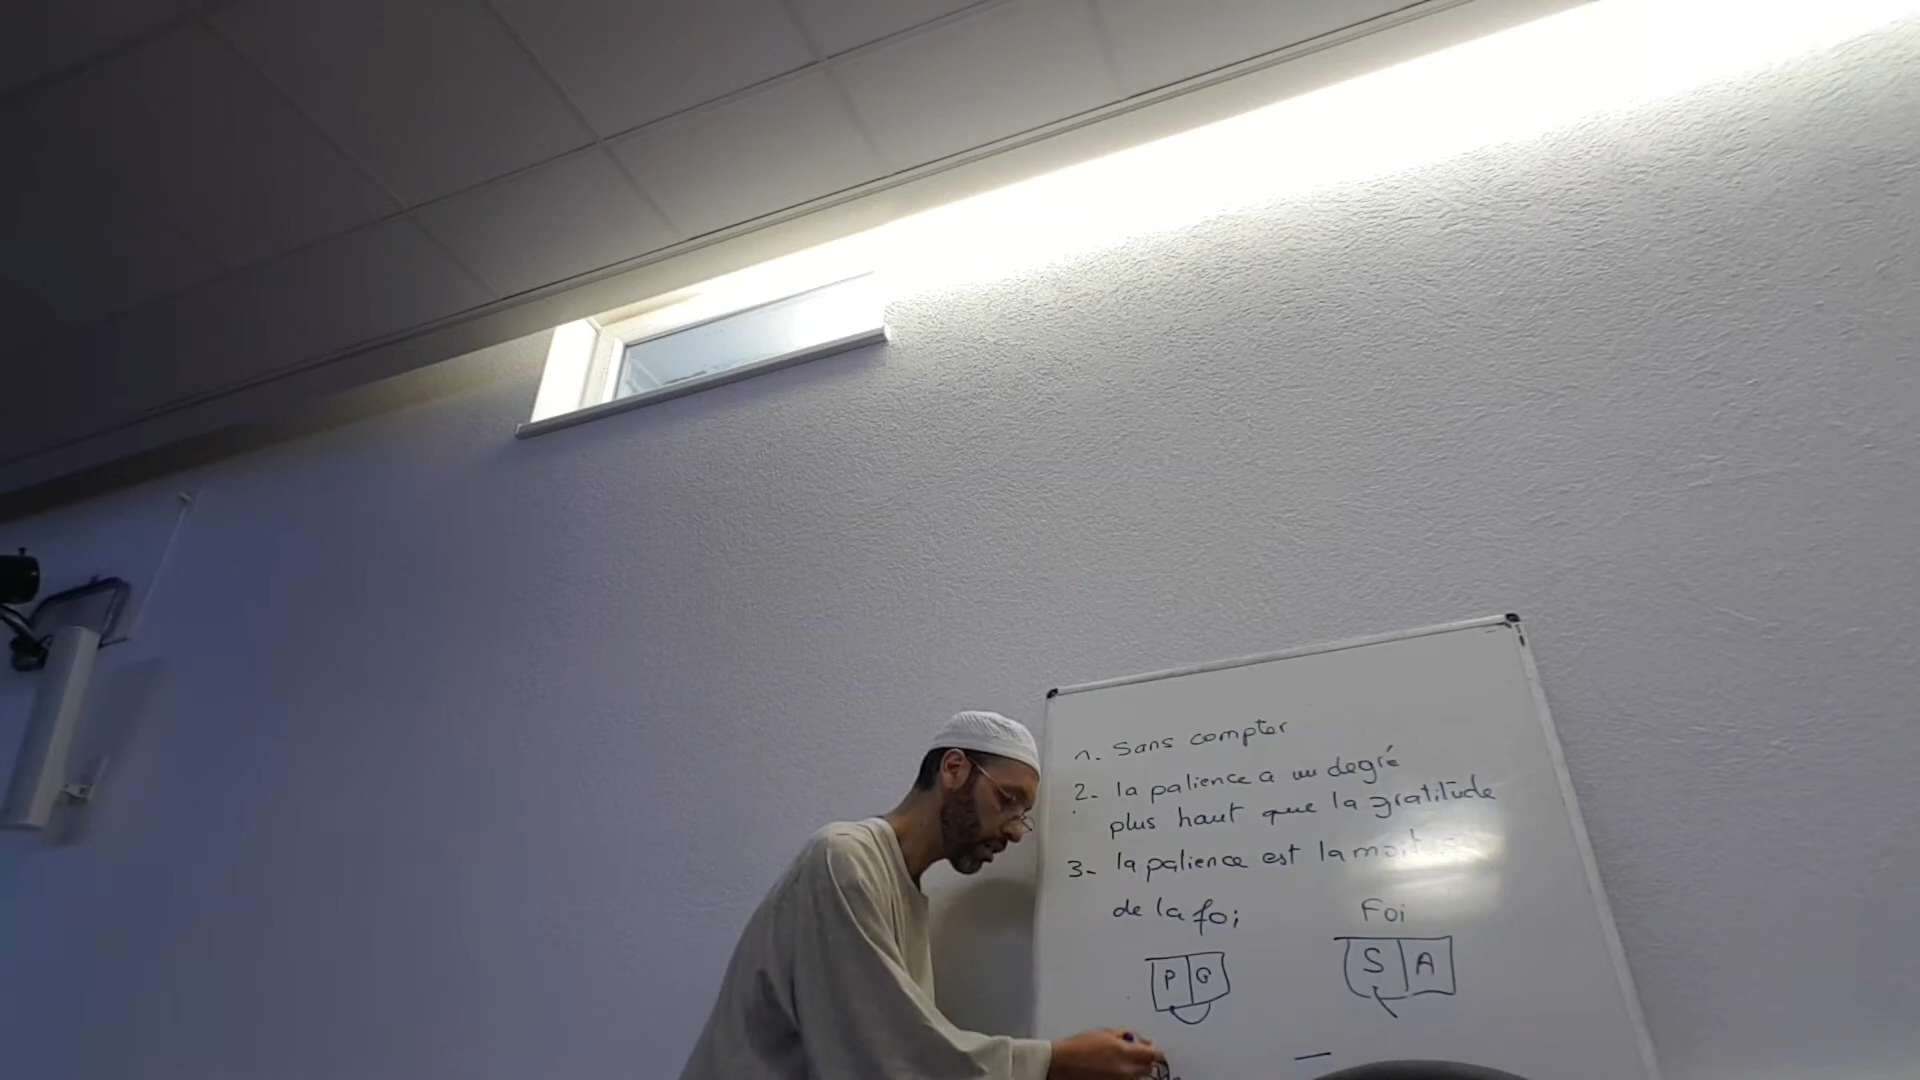 1. Sans compter
2- la patience a un degré
plus haut que la gratitude
3- la patience est la moitié
de la foi
Foi
P G
S A